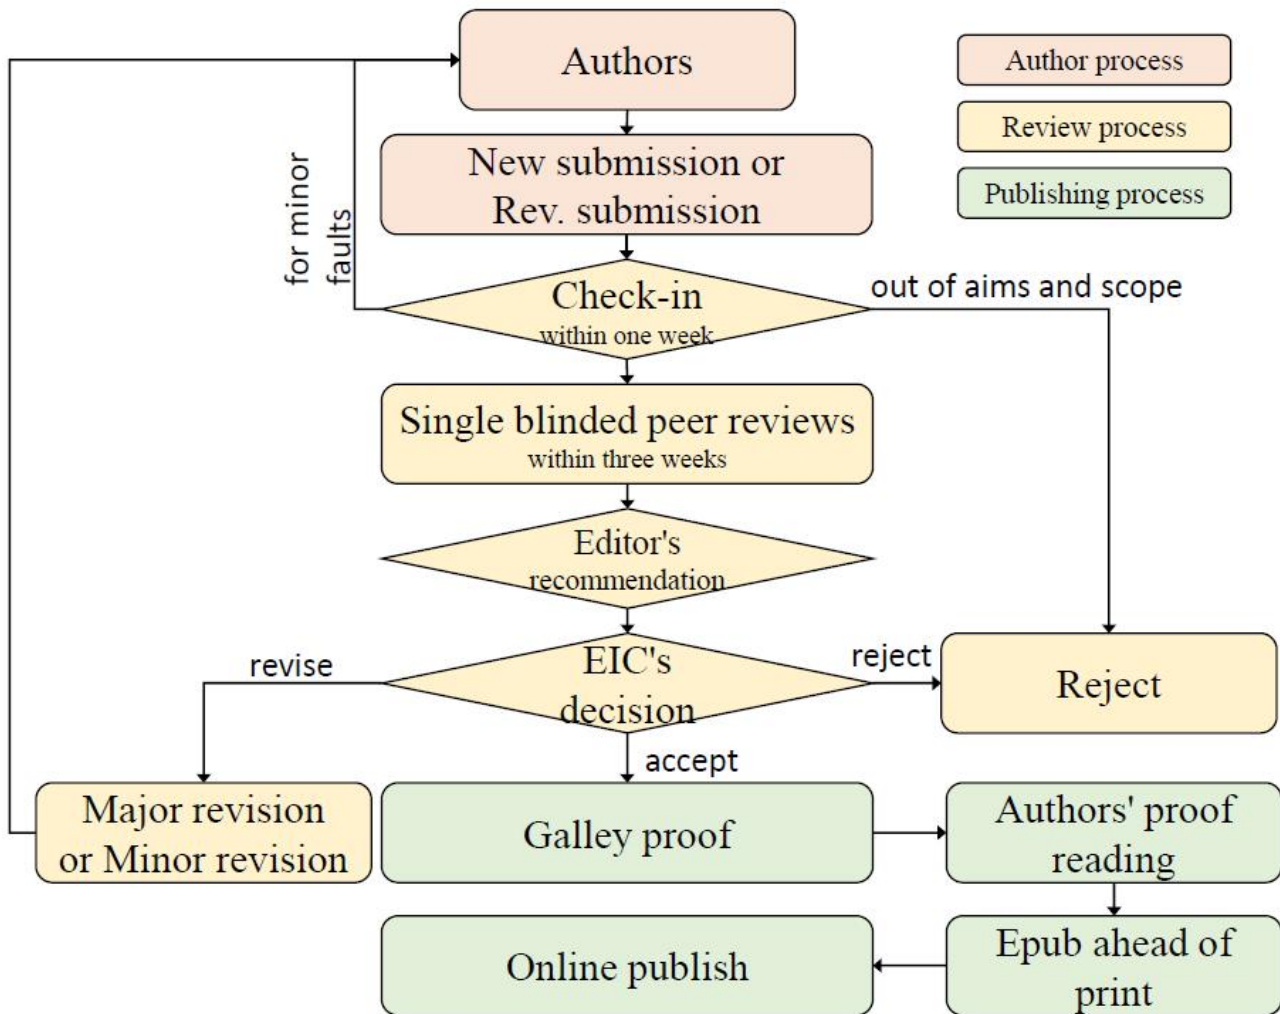 Authors
Author process
Review process
Publishing process
New submission or
Rev. submission
for minor
faults
Check-in
within one week
out of aims and scope
Single blinded peer reviews
within three weeks
Editor's
recommendation
revise
EIC's
decision
reject
Reject
accept
Major revision
or Minor revision
Galley proof
Authors' proof
reading
Online publish
Epub ahead of
print